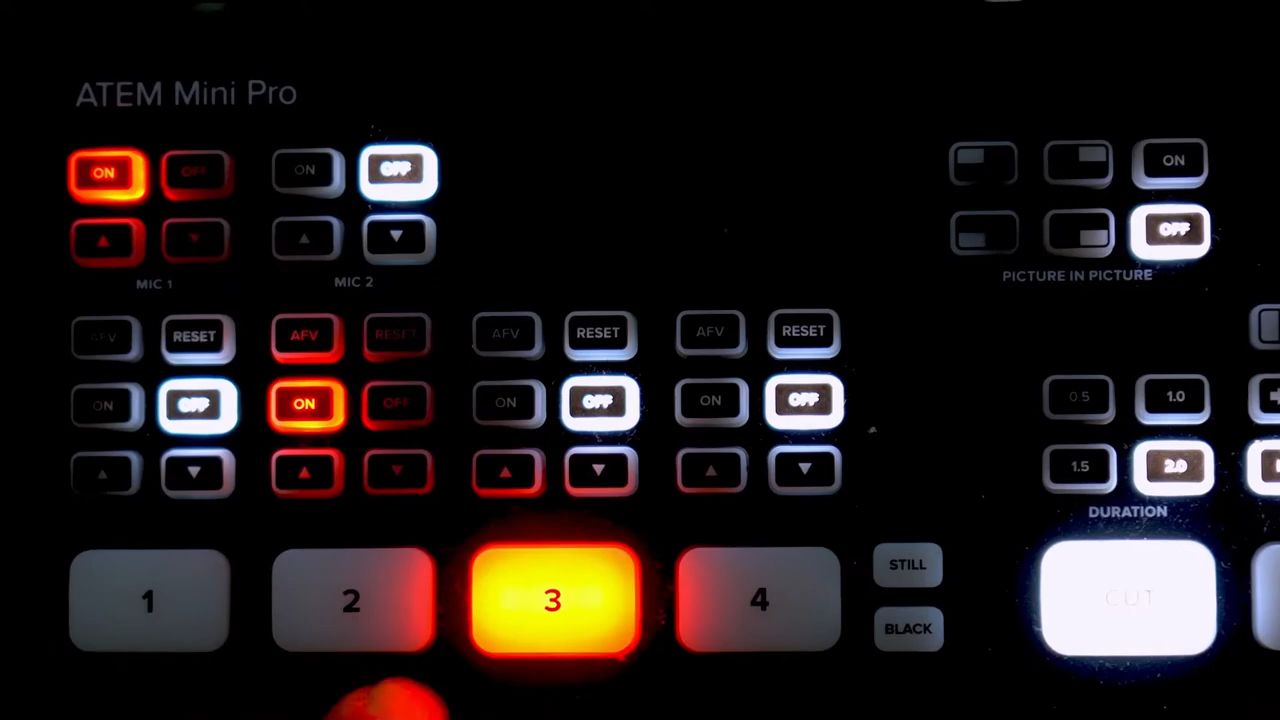 ATEM Mini Pro
ON OFF ON OFF ON
OFF
MIC 1 MIC 2 PICTURE IN PICTURE
AFV RESET AFV RESET AFV RESET AFV RESET
ON OFF ON OFF ON OFF ON OFF 0.5 1.0
1.5 2.0
DURATION
1 2 3 4 STILL CUT
BLACK